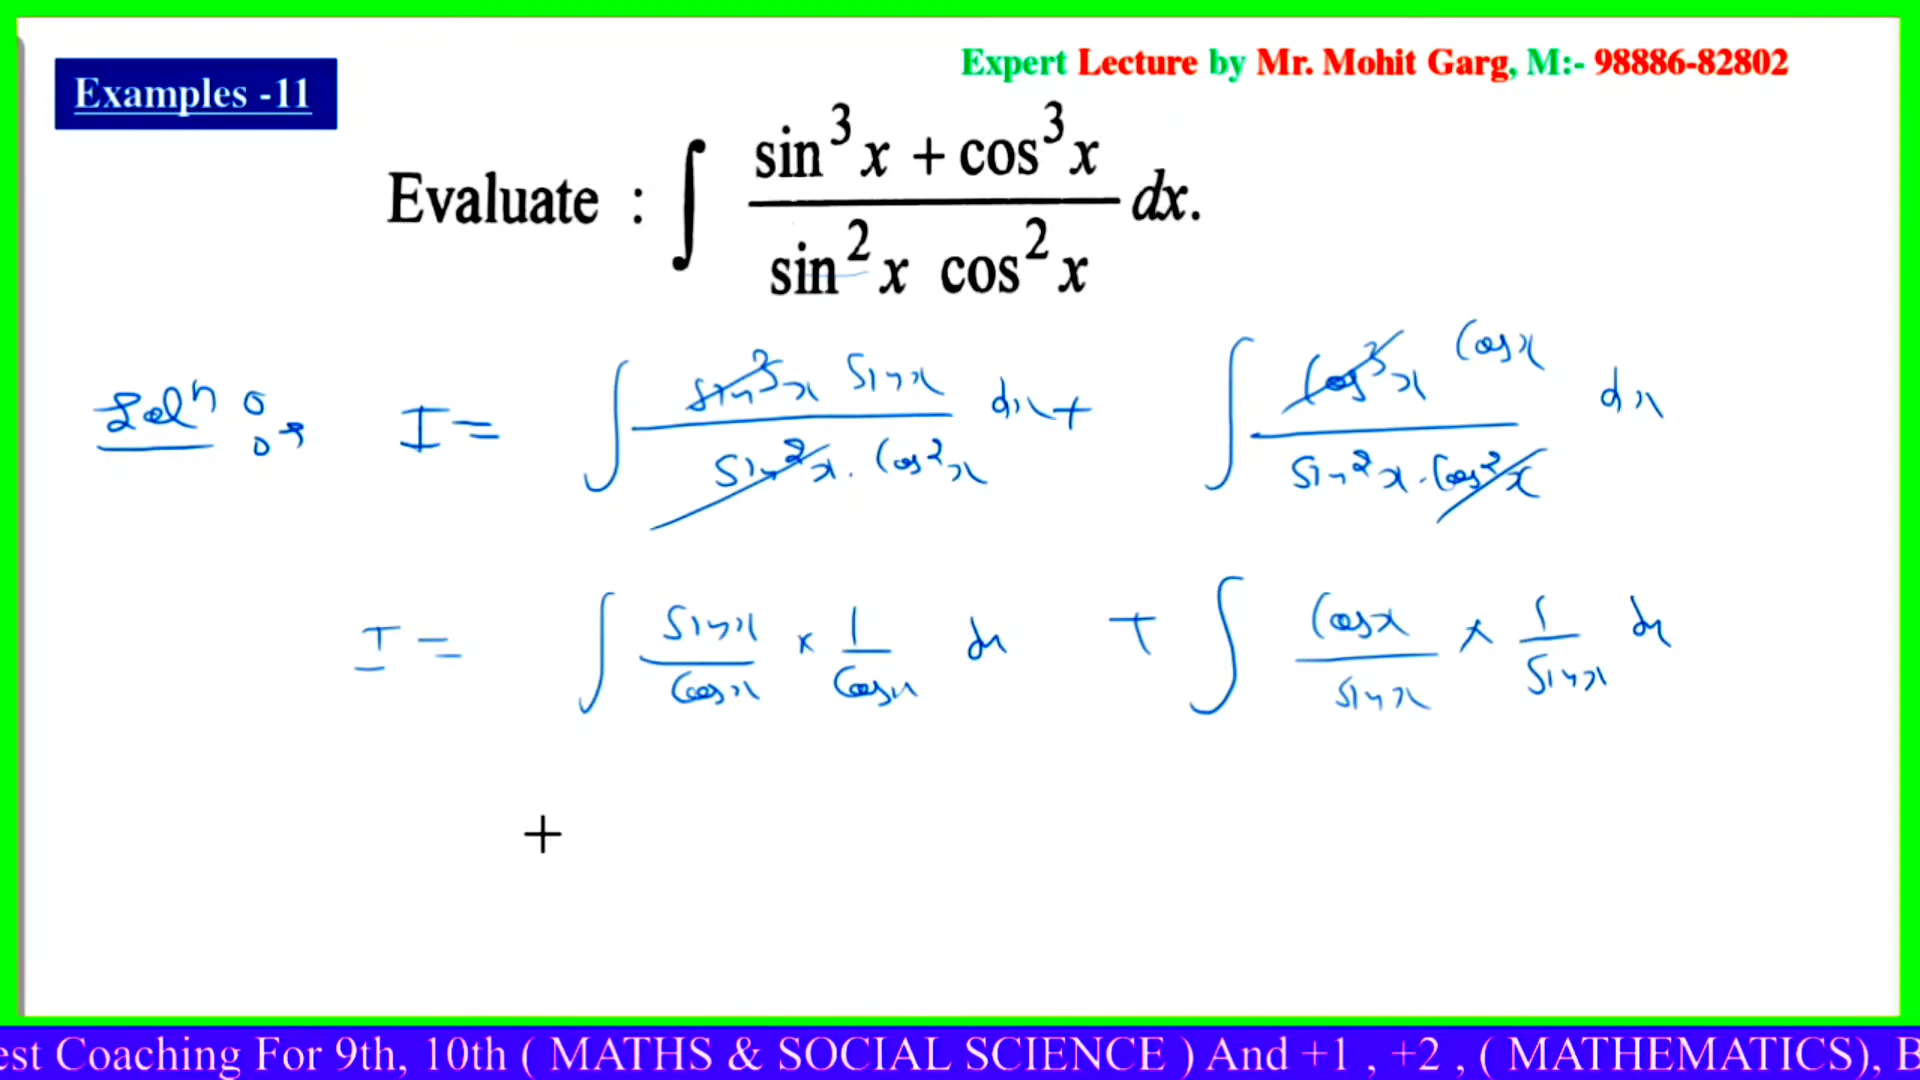 Expert Lecture by Mr. Mohit Garg, M:- 98886-82802
Examples -11
Evaluate : ∫ (sin³x + cos³x)/(sin²x cos²x) dx.
Solⁿ :→ I = ∫ (sin³x sinx)/(sin²x . cos²x) dx + ∫ (cos³x cosx)/(sin²x . cos²x) dx
I = ∫ sinx/cosx × 1/cosx dx + ∫ cosx/sinx × 1/sinx dx
est Coaching For 9th, 10th ( MATHS & SOCIAL SCIENCE ) And +1 , +2 , ( MATHEMATICS), B